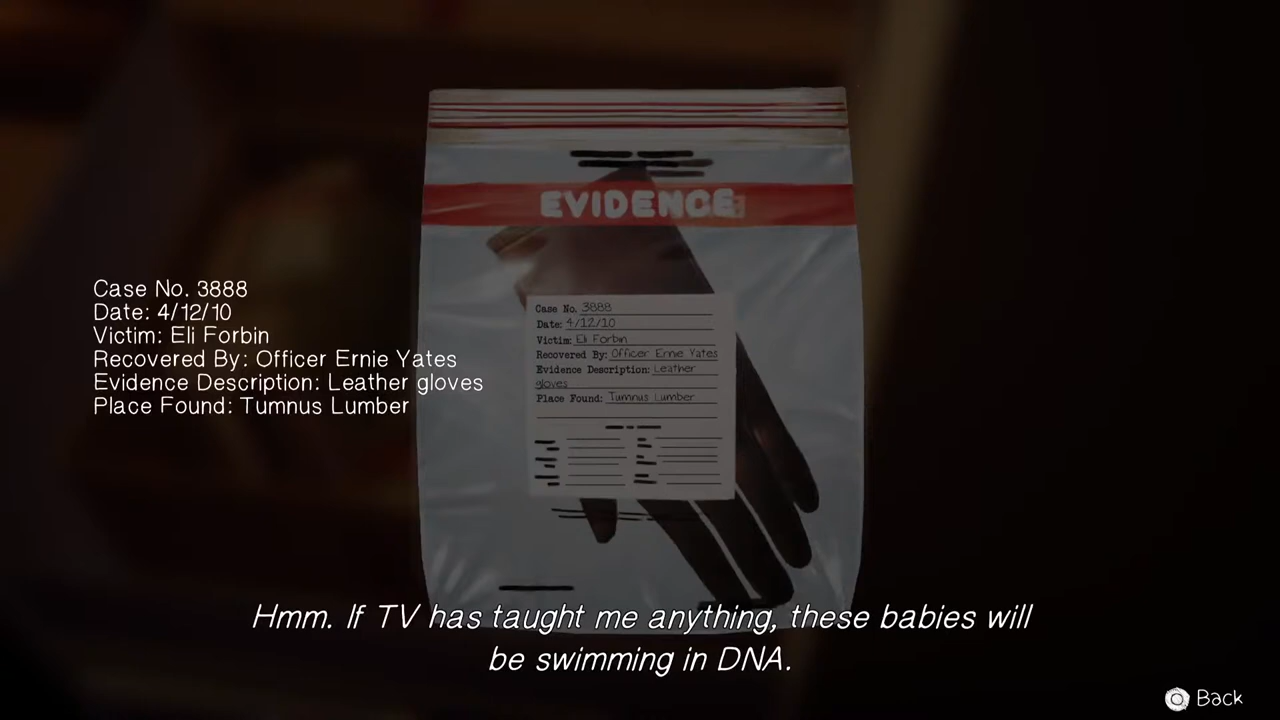 EVIDENCE
Case No. 3888
Date: 4/12/10
Victim: Eli Forbin
Recovered By: Officer Ernie Yates
Evidence Description: Leather gloves
Place Found: Tumnus Lumber
Case No. 3888
Date: 4/12/10
Victim: Eli Forbin
Recovered By: Officer Ernie Yates
Evidence Description: Leather
gloves
Place Found: Tumnus Lumber
Hmm. If TV has taught me anything, these babies will
be swimming in DNA.
Back